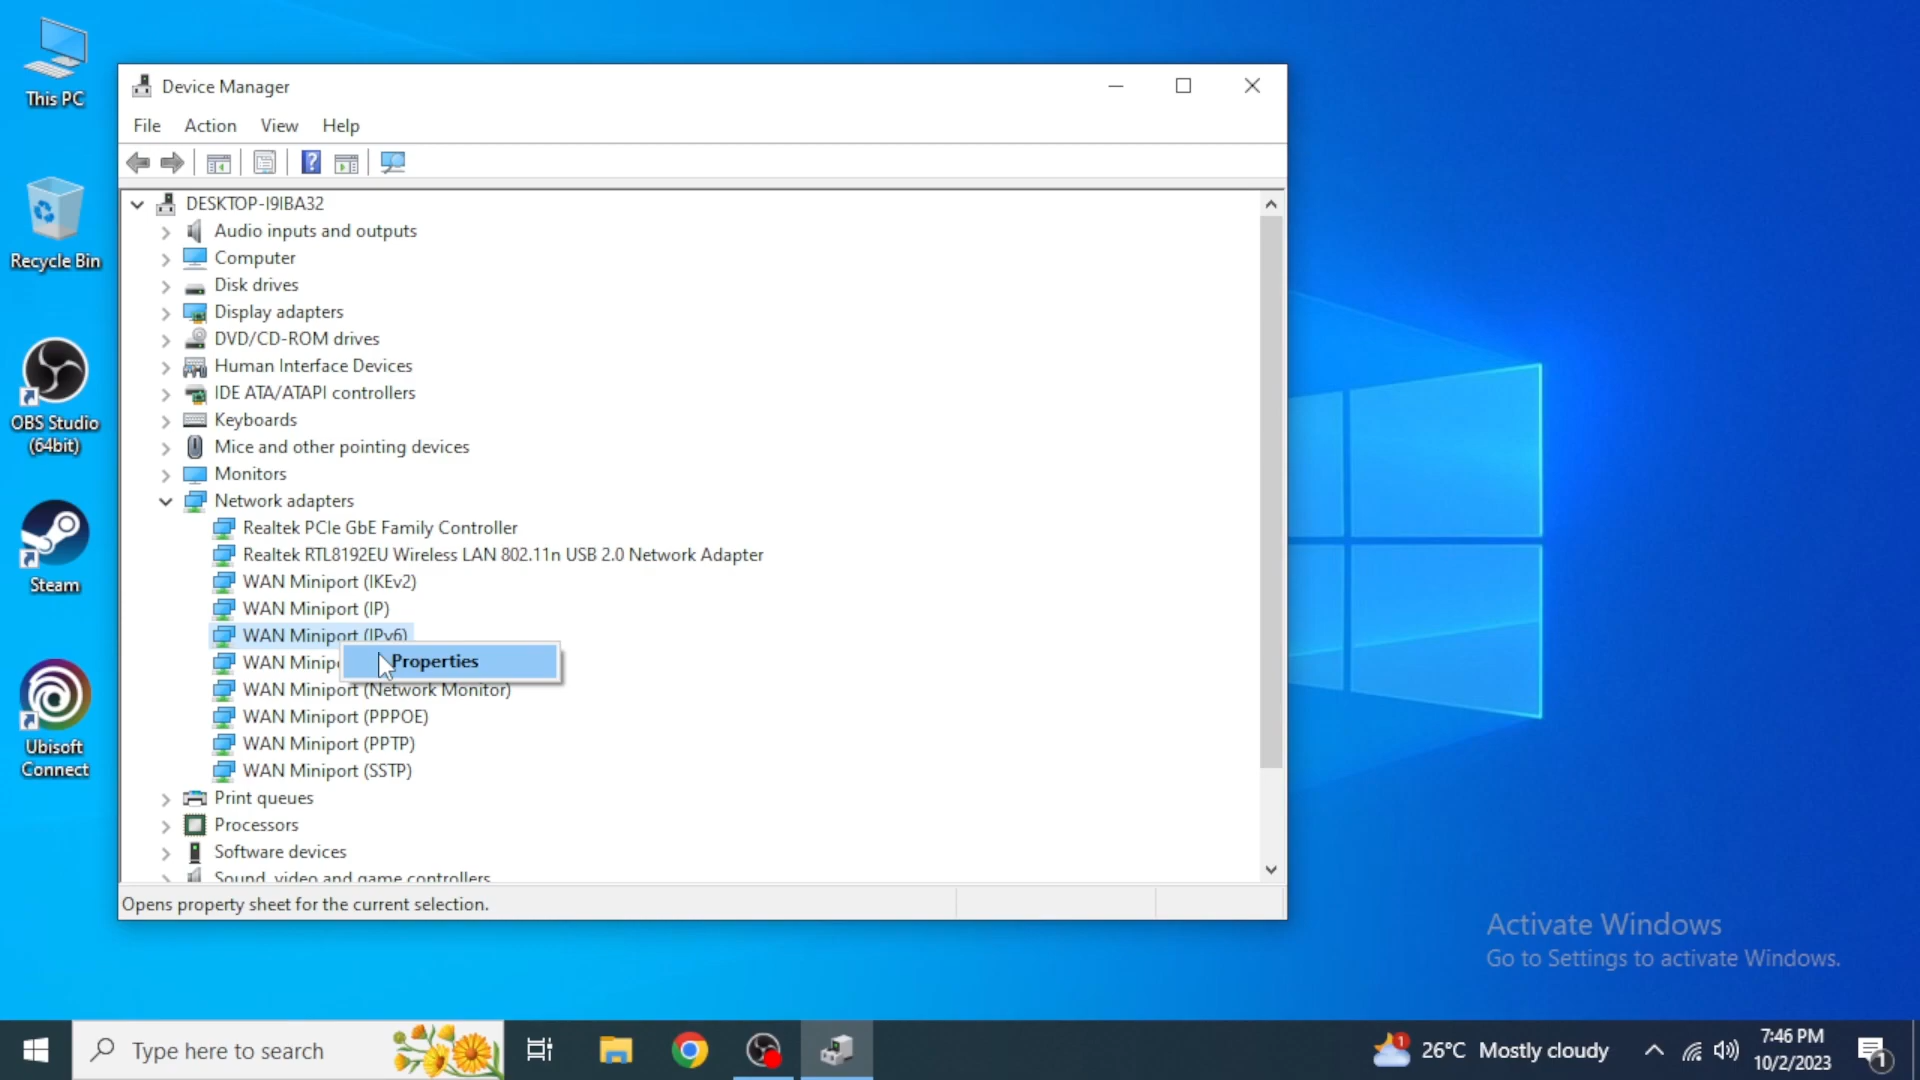 This PC
Recycle Bin
OBS Studio
(64bit)
Steam
Ubisoft
Connect
Device Manager
File Action View Help
DESKTOP-I9IBA32
Audio inputs and outputs
Computer
Disk drives
Display adapters
DVD/CD-ROM drives
Human Interface Devices
IDE ATA/ATAPI controllers
Keyboards
Mice and other pointing devices
Monitors
Network adapters
Realtek PCIe GbE Family Controller
Realtek RTL8192EU Wireless LAN 802.11n USB 2.0 Network Adapter
WAN Miniport (IKEv2)
WAN Miniport (IP)
WAN Miniport (IPv6)
WAN
Properties
WAN Miniport (Network Monitor)
WAN Miniport (PPPOE)
WAN Miniport (PPTP)
WAN Miniport (SSTP)
Print queues
Processors
Software devices
Sound, video and game controllers
Opens property sheet for the current selection.
Activate Windows
Go to Settings to activate Windows.
Type here to search
1
26°C Mostly cloudy
7:46 PM
10/2/2023
1